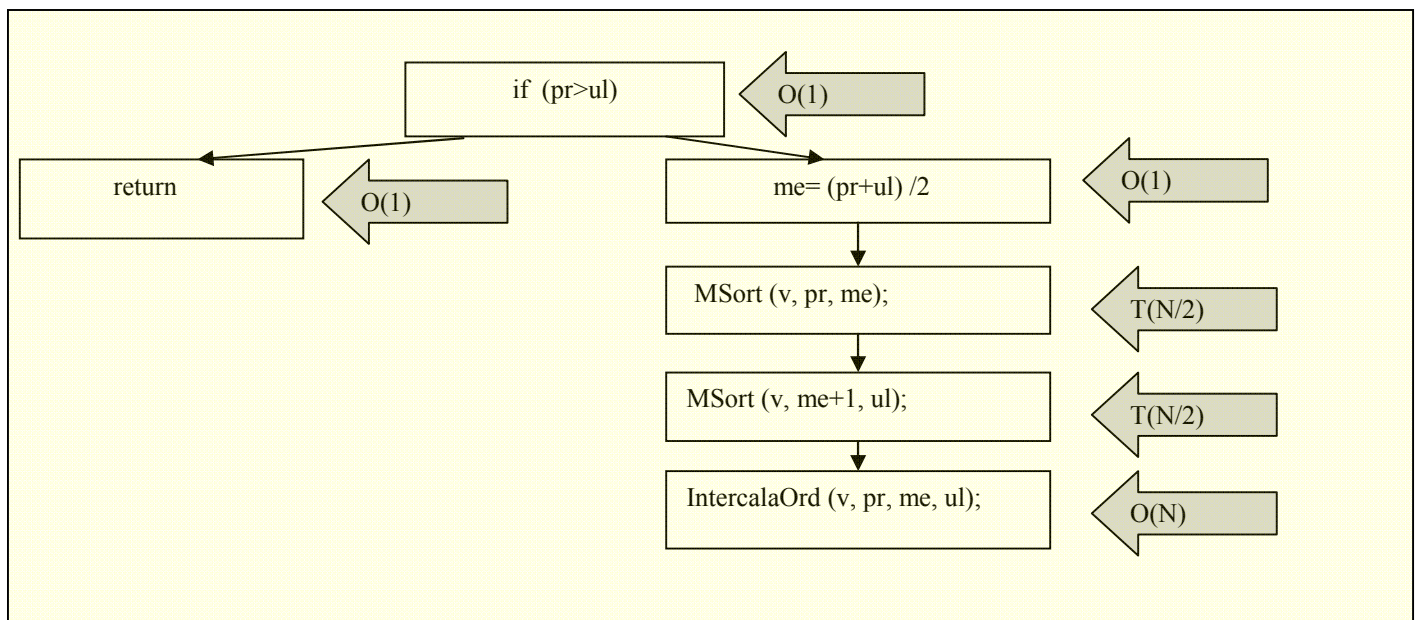 if (pr>ul)
O(1)
return
O(1)
me= (pr+ul) /2
O(1)
MSort (v, pr, me);
T(N/2)
MSort (v, me+1, ul);
T(N/2)
IntercalaOrd (v, pr, me, ul);
O(N)